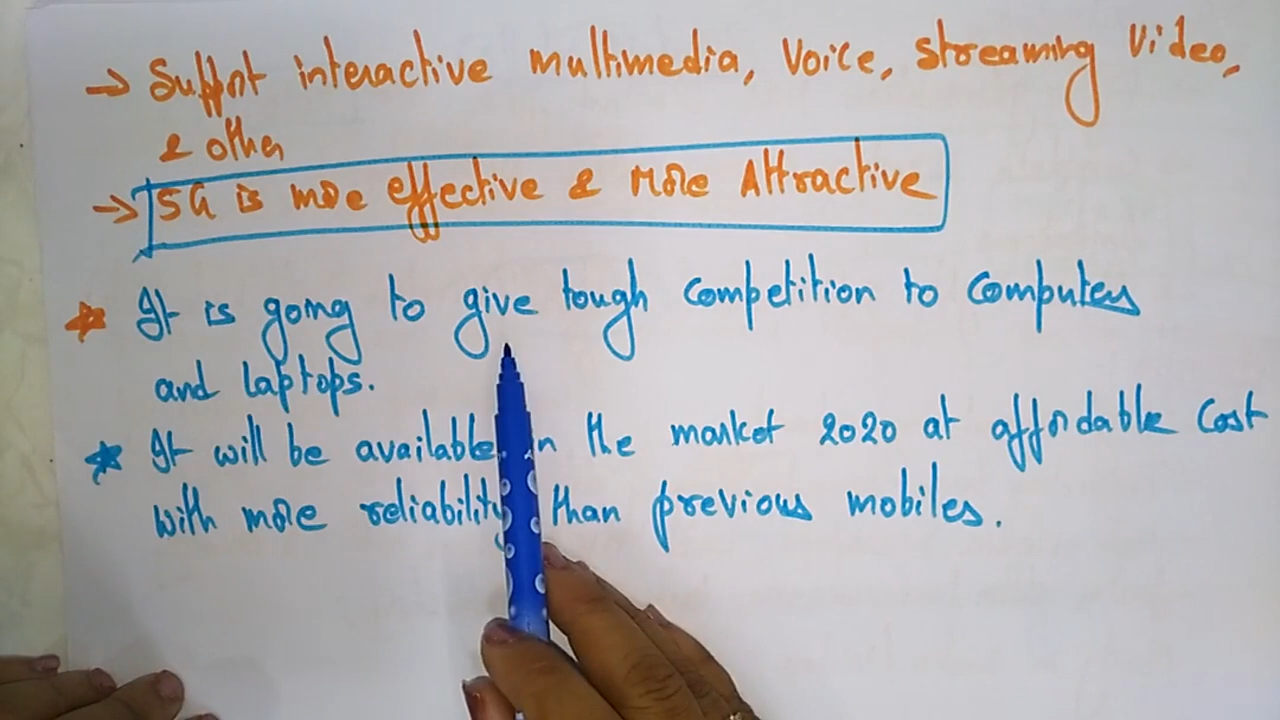 → Support interactive multimedia, Voice, streaming Video,
& other
→ 5G is more effective & More Attractive
★ It is going to give tough competition to computers
and laptops.
★ It will be available in the market 2020 at affordable Cost
with more reliability than previous mobiles.